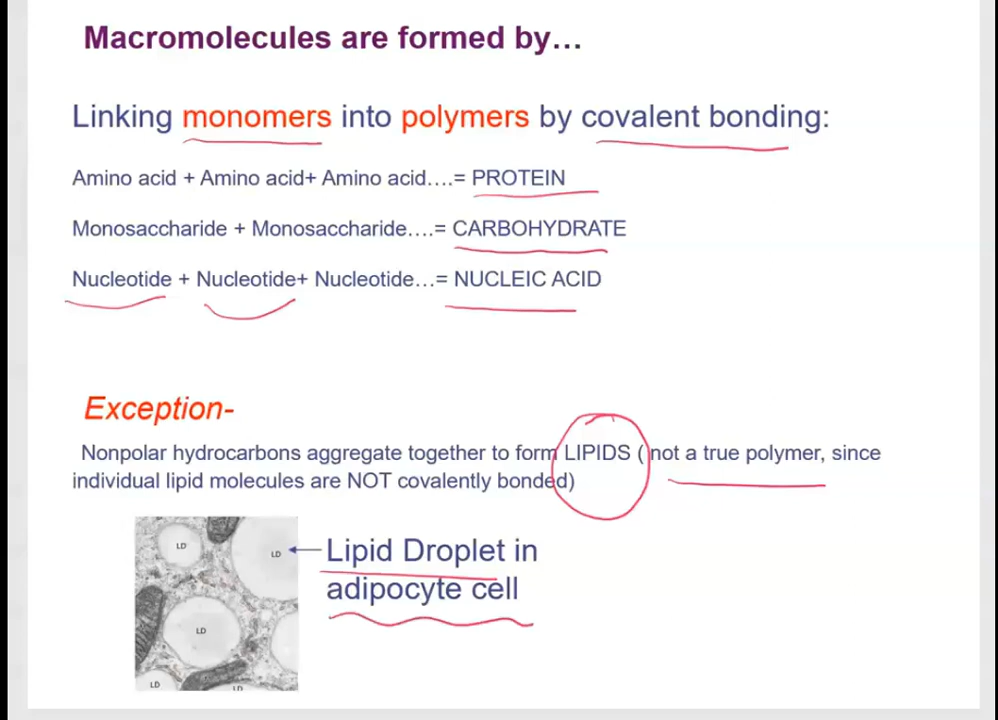 Macromolecules are formed by…
Linking monomers into polymers by covalent bonding:
Amino acid + Amino acid+ Amino acid….= PROTEIN
Monosaccharide + Monosaccharide….= CARBOHYDRATE
Nucleotide + Nucleotide+ Nucleotide…= NUCLEIC ACID
Exception-
Nonpolar hydrocarbons aggregate together to form LIPIDS ( not a true polymer, since
individual lipid molecules are NOT covalently bonded)
LD
LD
Lipid Droplet in
adipocyte cell
LD
LD
LD